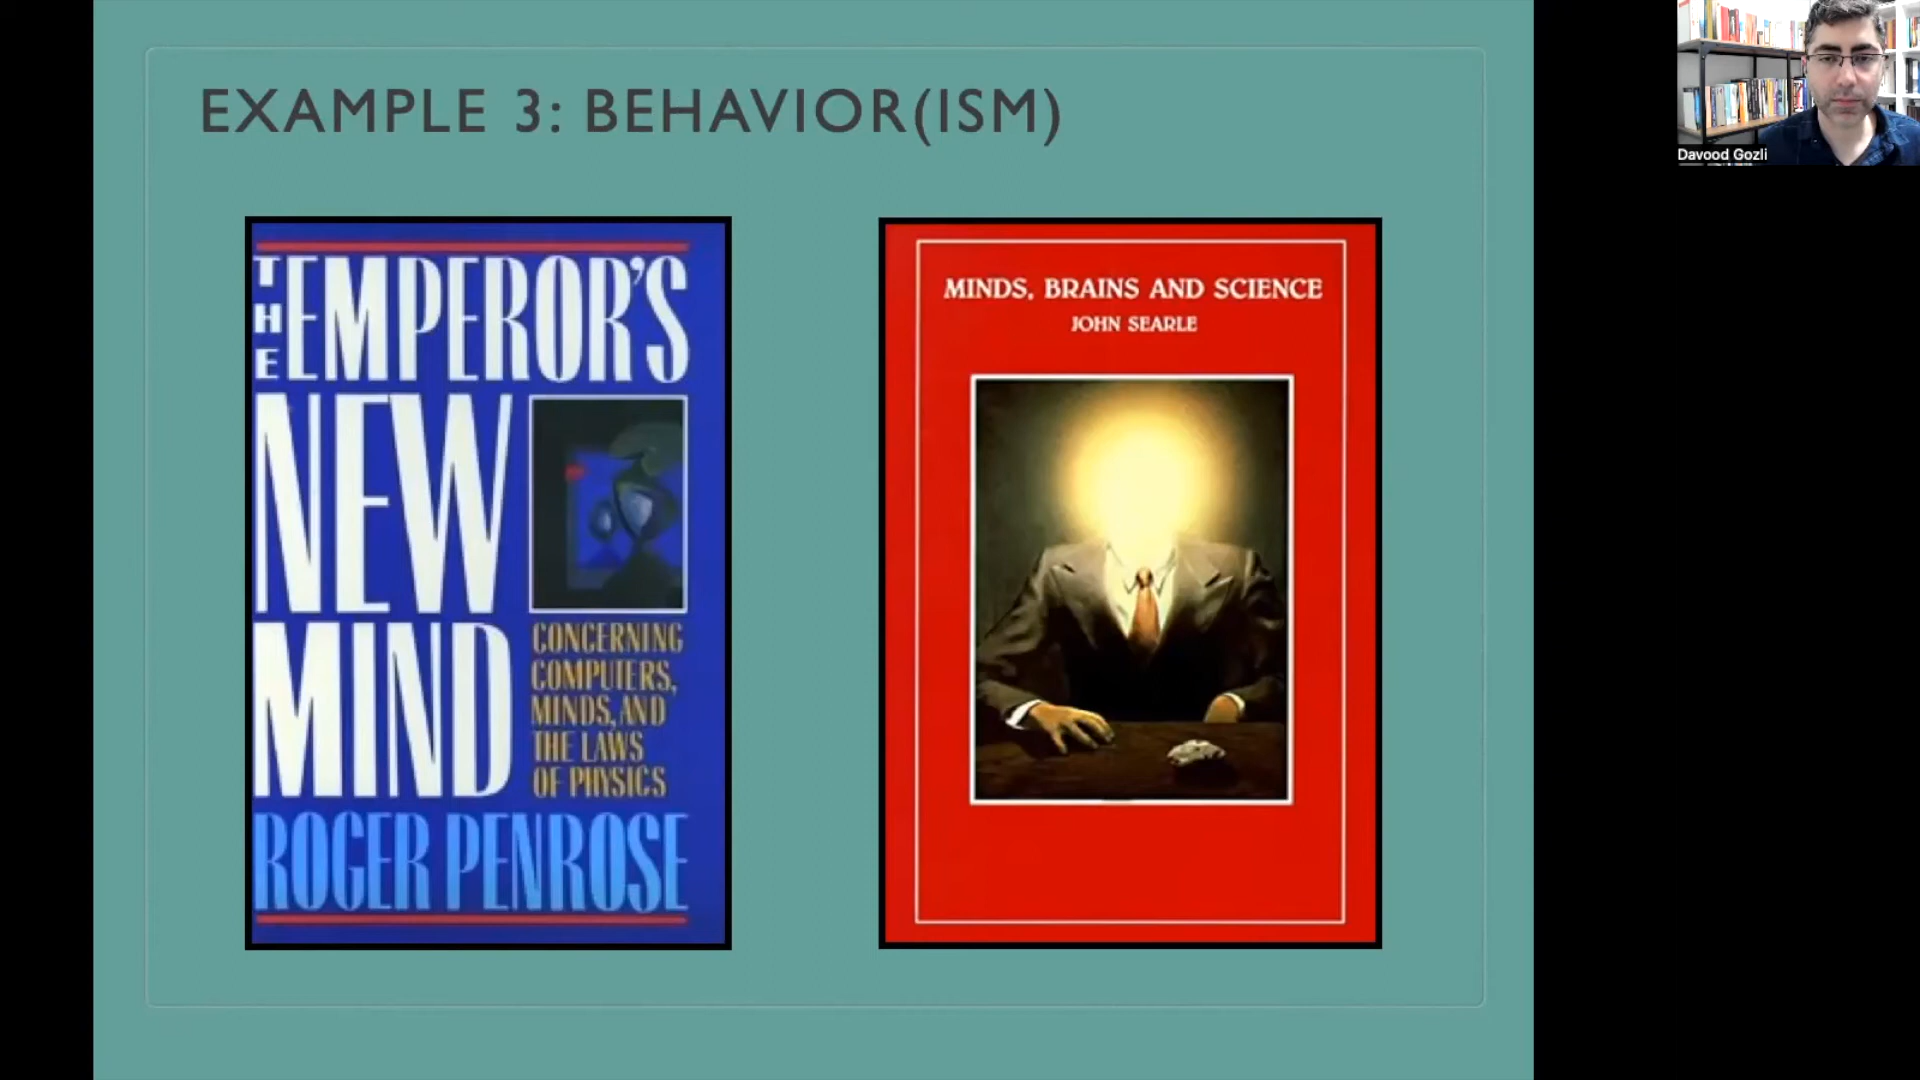 EXAMPLE 3: BEHAVIOR(ISM)
THE EMPEROR'S
NEW
MIND
CONCERNING
COMPUTERS,
MINDS, AND
THE LAWS
OF PHYSICS
ROGER PENROSE
MINDS, BRAINS AND SCIENCE
JOHN SEARLE
Davood Gozli